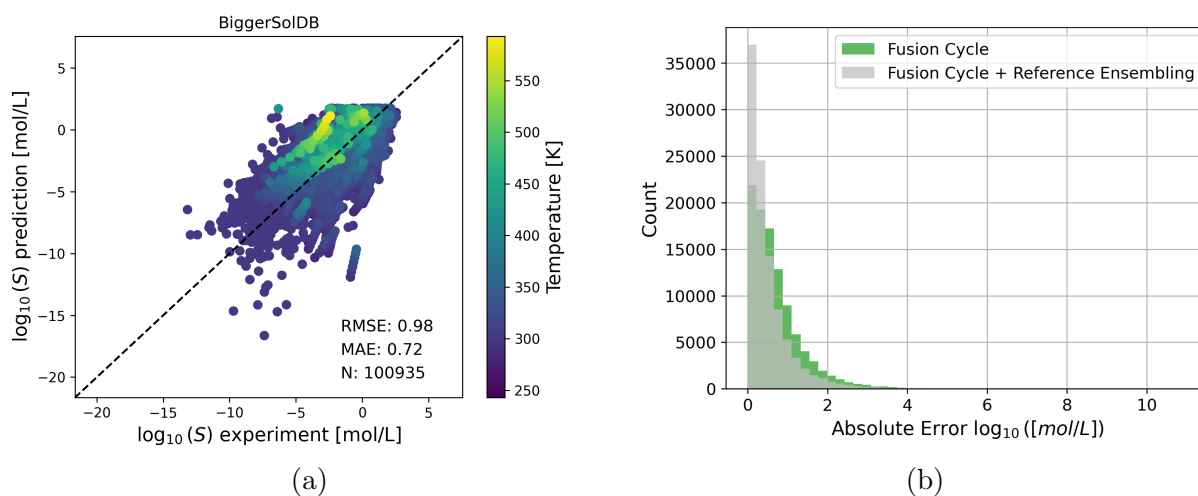 BiggerSolDB
5
0
−5
−10
−15
−20
log₁₀(S) prediction [mol/L]
RMSE: 0.98
MAE: 0.72
N: 100935
−20 −15 −10 −5 0 5
log₁₀(S) experiment [mol/L]
550
500
450
400
350
300
250
Temperature [K]
(a)
Fusion Cycle
Fusion Cycle + Reference Ensembling
35000
30000
25000
20000
15000
10000
5000
0
Count
0 2 4 6 8 10
Absolute Error log₁₀([mol/L])
(b)